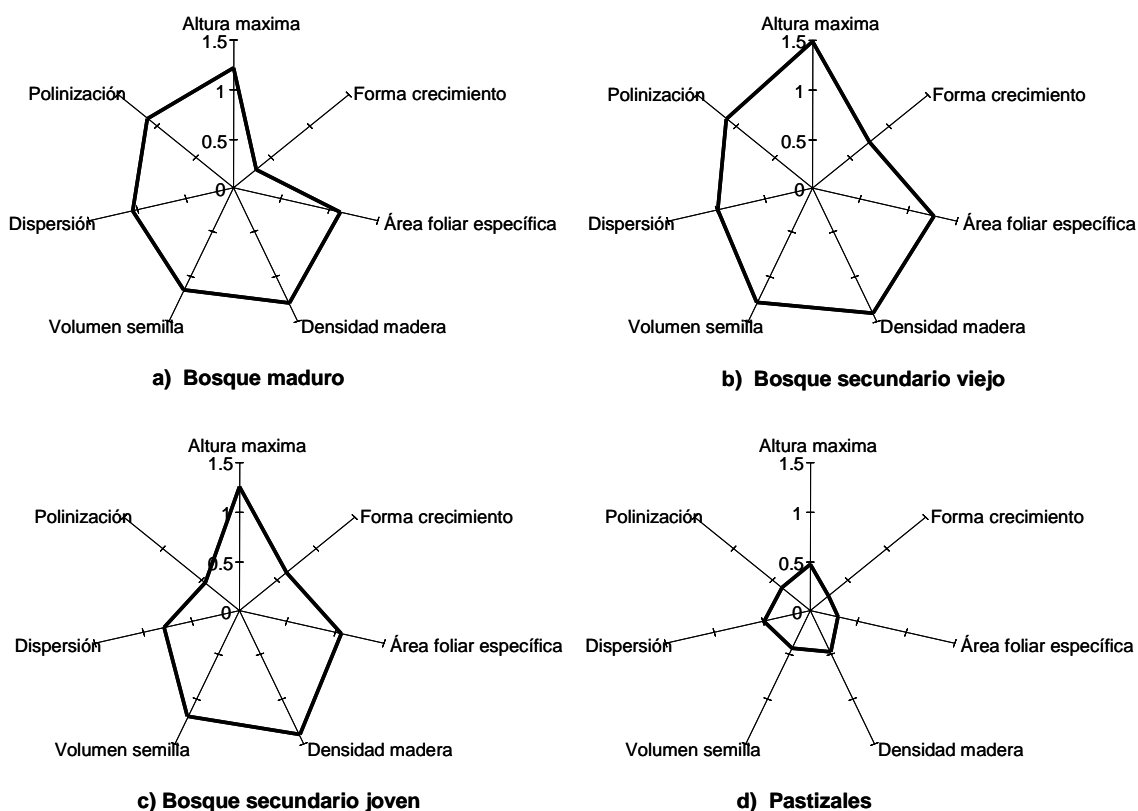 Altura maxima
1.5
Polinización
Forma crecimiento
1
0.5
0
Dispersión
Área foliar específica
Volumen semilla
Densidad madera
a) Bosque maduro
Altura maxima
1.5
Polinización
Forma crecimiento
1
0.5
0
Dispersión
Área foliar específica
Volumen semilla
Densidad madera
b) Bosque secundario viejo
Altura maxima
1.5
Polinización
Forma crecimiento
1
0.5
0
Dispersión
Área foliar específica
Volumen semilla
Densidad madera
c) Bosque secundario joven
Altura maxima
1.5
Polinización
Forma crecimiento
1
0.5
0
Dispersión
Área foliar específica
Volumen semilla
Densidad madera
d) Pastizales